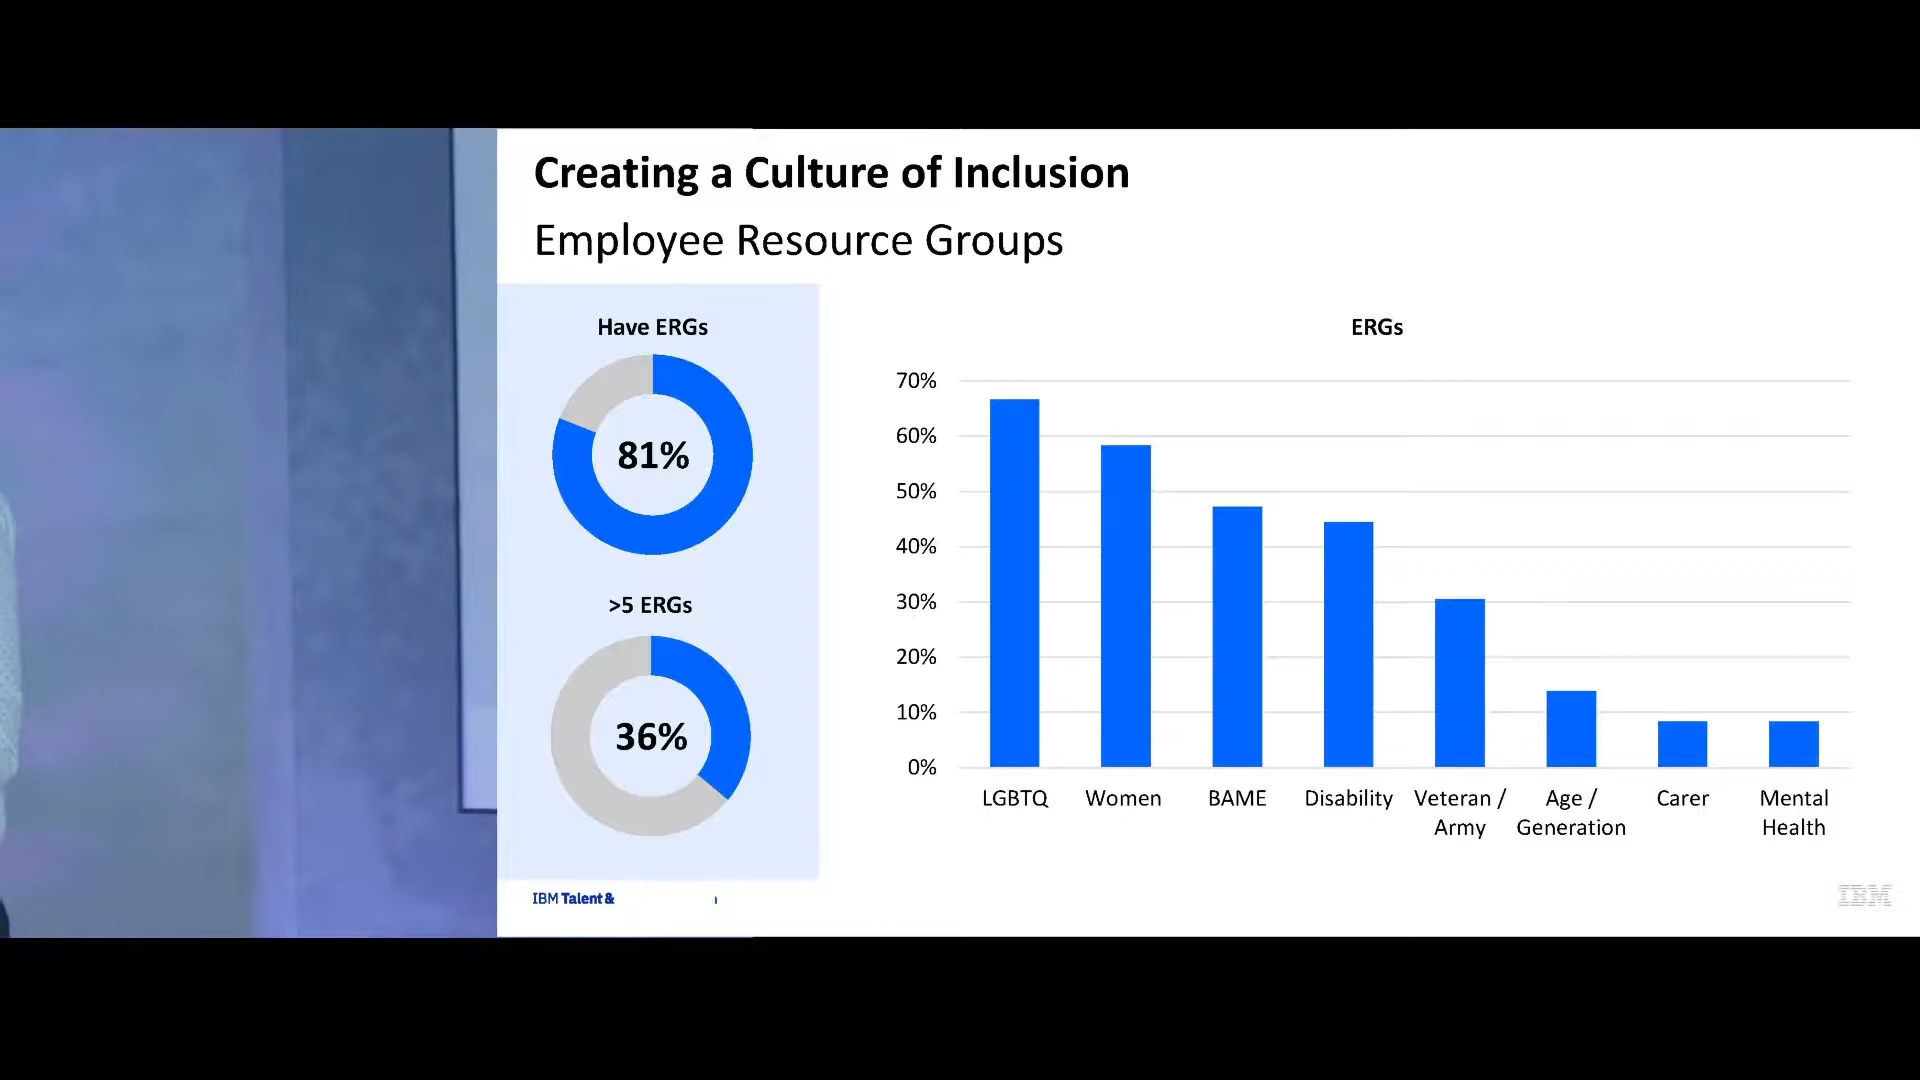 Creating a Culture of Inclusion
Employee Resource Groups
Have ERGs
81%
>5 ERGs
36%
ERGs
70%
60%
50%
40%
30%
20%
10%
0%
LGBTQ
Women
BAME
Disability
Veteran /
Army
Age /
Generation
Carer
Mental
Health
IBM Talent &
IBM